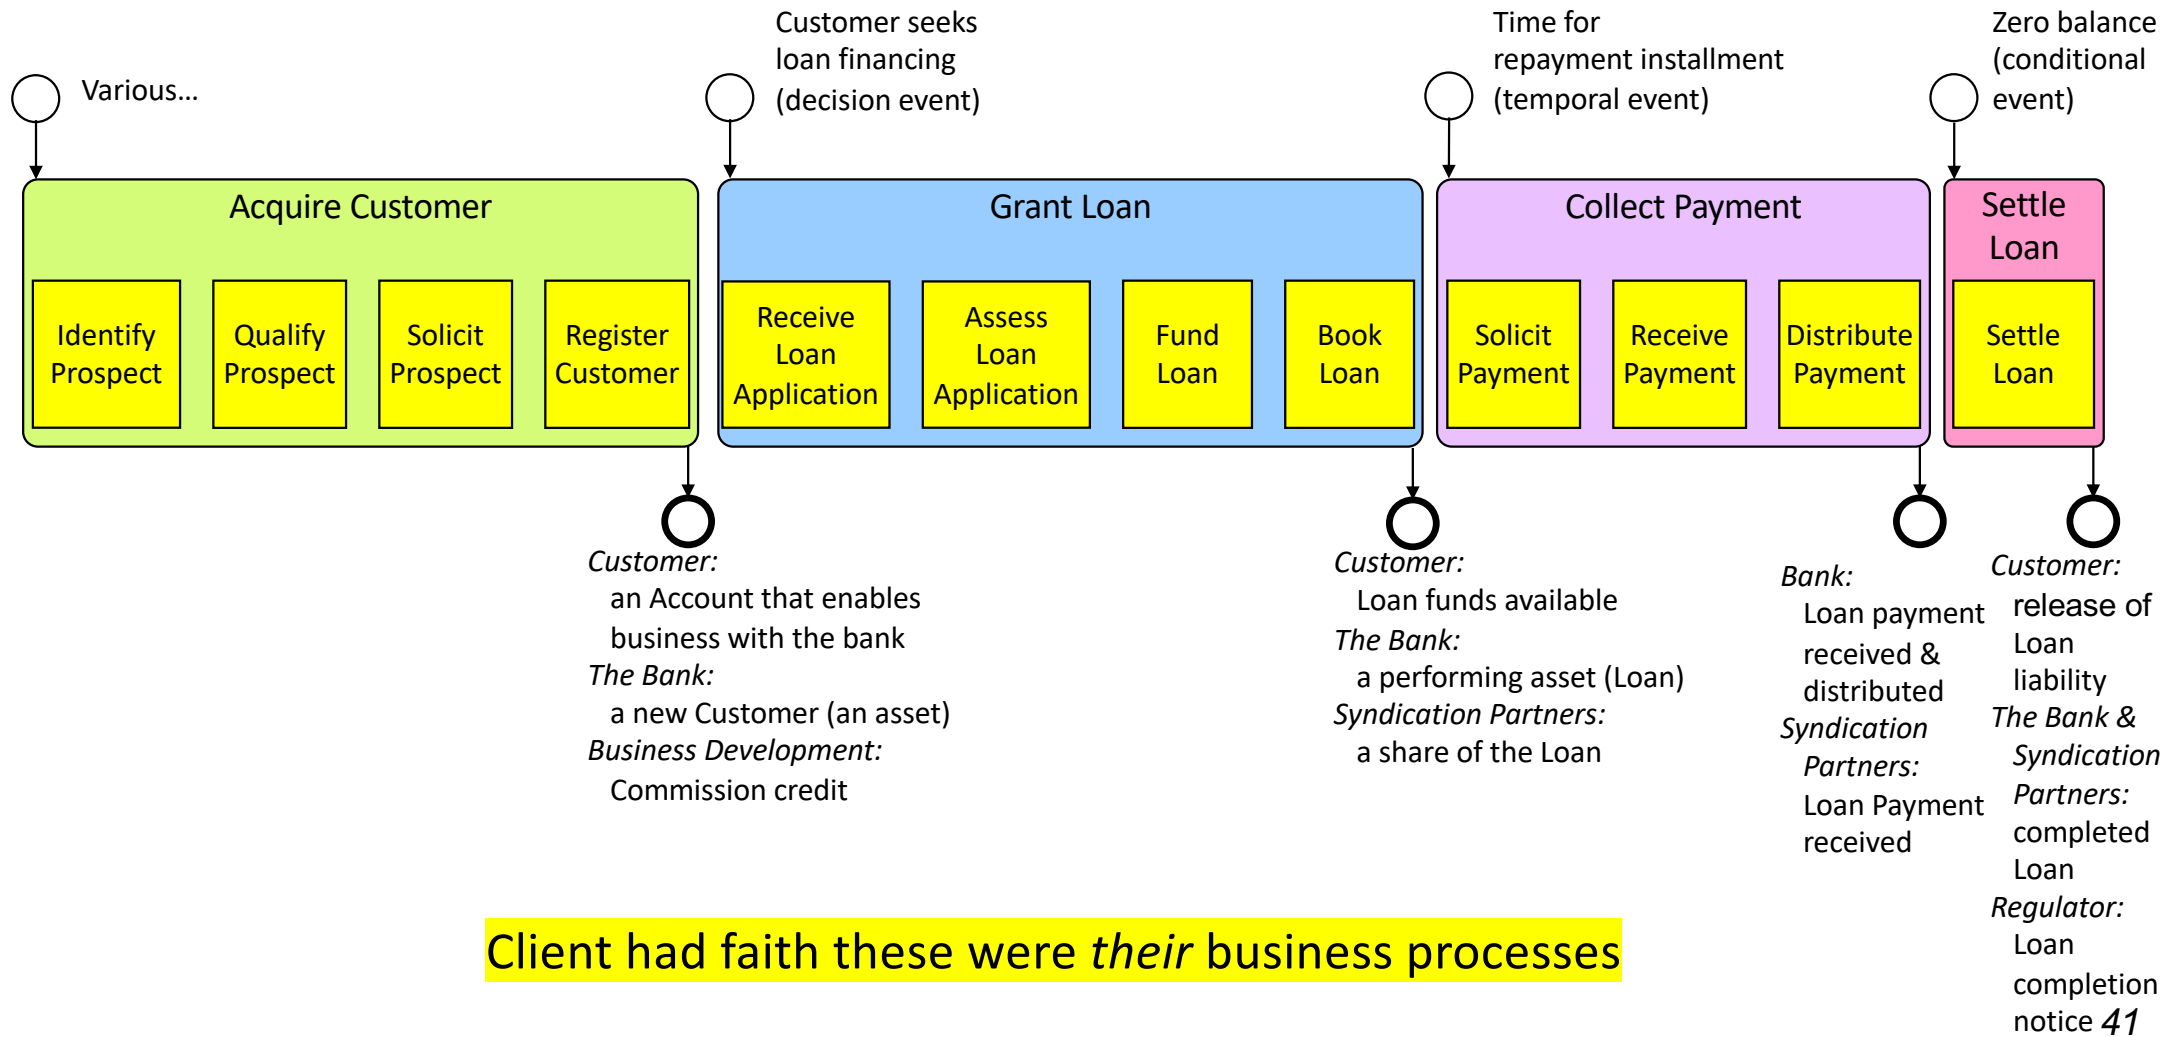 Various...
Customer seeks
loan financing
(decision event)
Time for
repayment installment
(temporal event)
Zero balance
(conditional
event)
Acquire Customer
Identify
Prospect
Qualify
Prospect
Solicit
Prospect
Register
Customer
Grant Loan
Receive
Loan
Application
Assess
Loan
Application
Fund
Loan
Book
Loan
Collect Payment
Solicit
Payment
Receive
Payment
Distribute
Payment
Settle
Loan
Settle
Loan
Customer:
an Account that enables
business with the bank
The Bank:
a new Customer (an asset)
Business Development:
Commission credit
Customer:
Loan funds available
The Bank:
a performing asset (Loan)
Syndication Partners:
a share of the Loan
Bank:
Loan payment
received &
distributed
Syndication
Partners:
Loan Payment
received
Customer:
release of
Loan
liability
The Bank &
Syndication
Partners:
completed
Loan
Regulator:
Loan
completion
notice
Client had faith these were their business processes
41